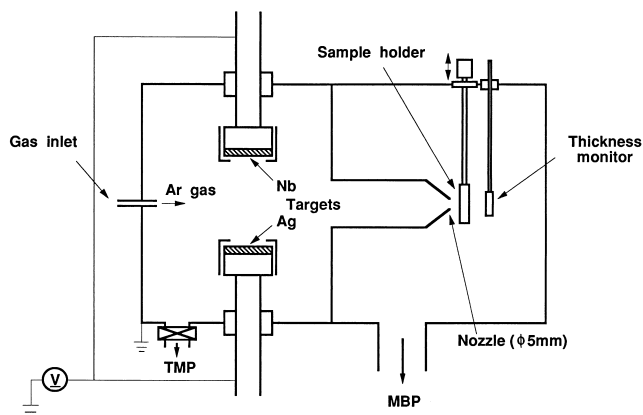 Sample holder
Gas inlet
Thickness
monitor
Ar gas
Nb
Targets
Ag
Nozzle (ϕ5mm)
TMP
V
MBP